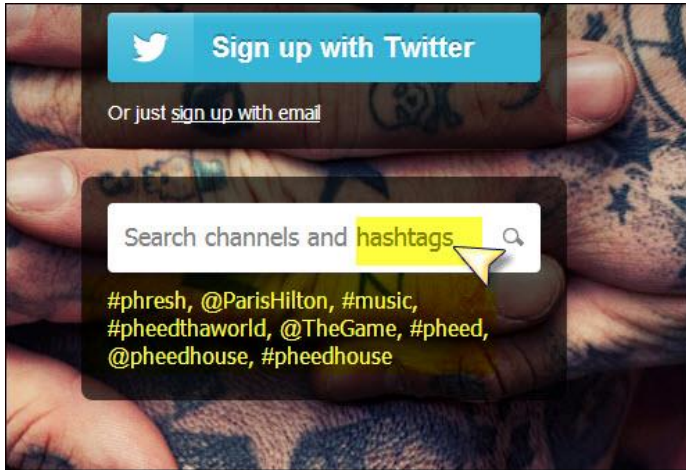 Sign up with Twitter
Or just sign up with email
Search channels and hashtags
#phresh, @ParisHilton, #music,
#pheedthaworld, @TheGame, #pheed,
@pheedhouse, #pheedhouse